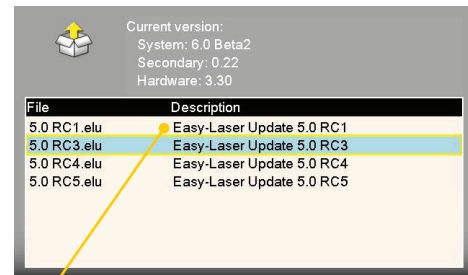 Current version:
System: 6.0 Beta2
Secondary: 0.22
Hardware: 3.30
File Description
5.0 RC1.elu Easy-Laser Update 5.0 RC1
5.0 RC3.elu Easy-Laser Update 5.0 RC3
5.0 RC4.elu Easy-Laser Update 5.0 RC4
5.0 RC5.elu Easy-Laser Update 5.0 RC5